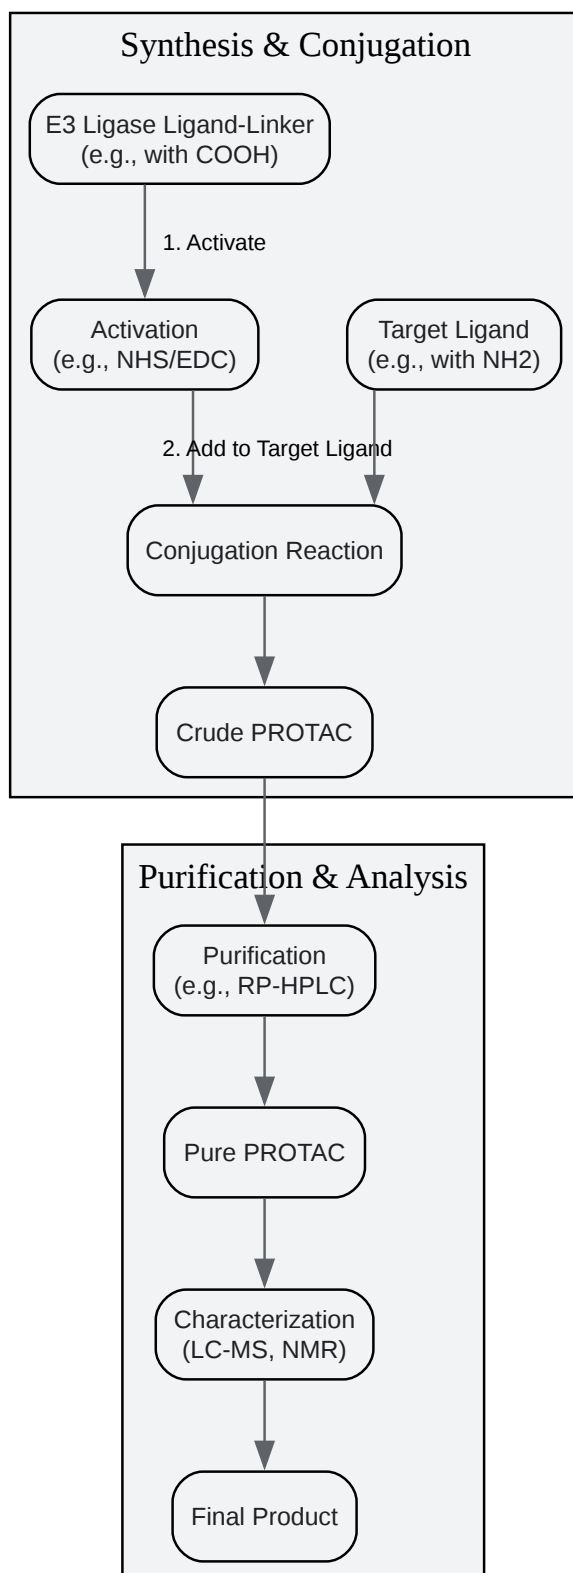 Synthesis & Conjugation
E3 Ligase Ligand-Linker
(e.g., with COOH)
1. Activate
Activation
(e.g., NHS/EDC)
Target Ligand
(e.g., with NH2)
2. Add to Target Ligand
Conjugation Reaction
Crude PROTAC
Purification & Analysis
Purification
(e.g., RP-HPLC)
Pure PROTAC
Characterization
(LC-MS, NMR)
Final Product